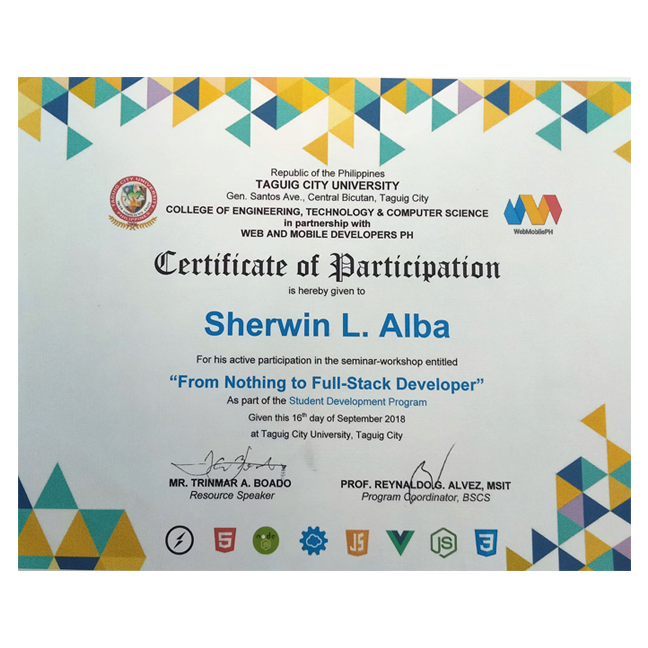 Republic of the Philippines
TAGUIG CITY UNIVERSITY
Gen. Santos Ave., Central Bicutan, Taguig City
COLLEGE OF ENGINEERING, TECHNOLOGY & COMPUTER SCIENCE
in partnership with
WEB AND MOBILE DEVELOPERS PH
WebMobilePH
Certificate of Participation
is hereby given to
Sherwin L. Alba
For his active participation in the seminar-workshop entitled
“From Nothing to Full-Stack Developer”
As part of the Student Development Program
Given this 16th day of September 2018
at Taguig City University, Taguig City
MR. TRINMAR A. BOADO
Resource Speaker
PROF. REYNALDO G. ALVEZ, MSIT
Program Coordinator, BSCS
5
node
JS
JS
3